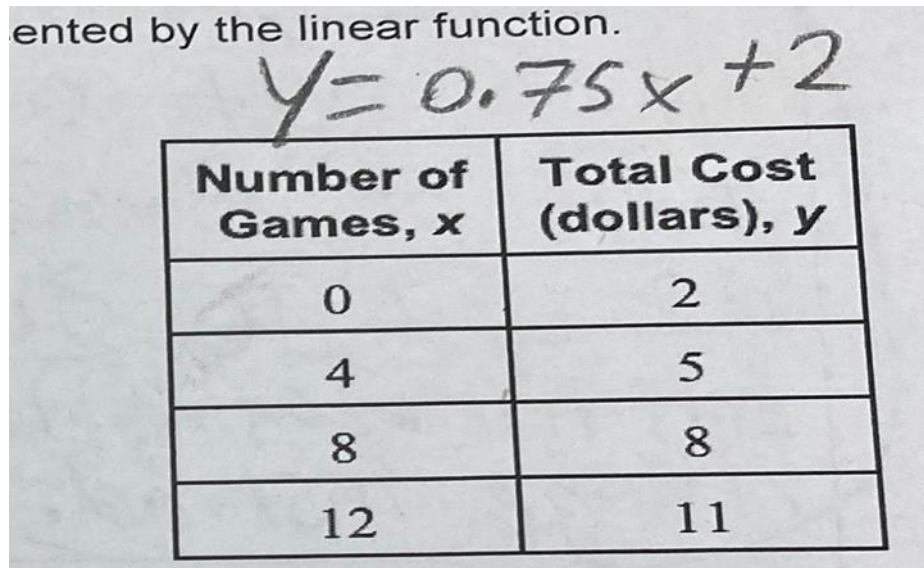 ented by the linear function.
y = 0.75x + 2
Number of Total Cost
Games, x (dollars), y
0 2
4 5
8 8
12 11